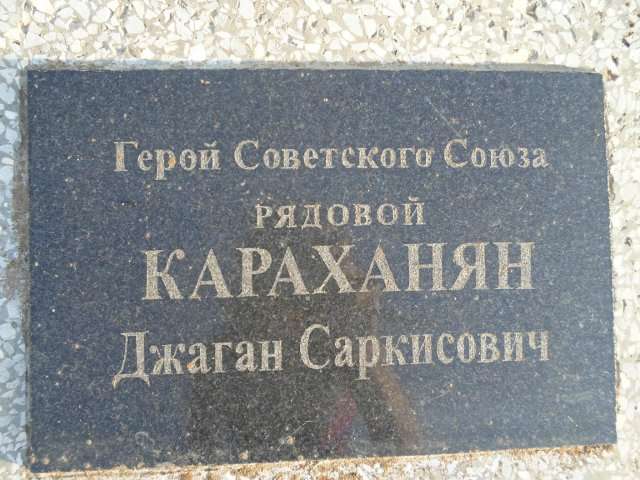 Герой Советского Союза
РЯДОВОЙ
КАРАХАНЯН
Джаган Саркисович